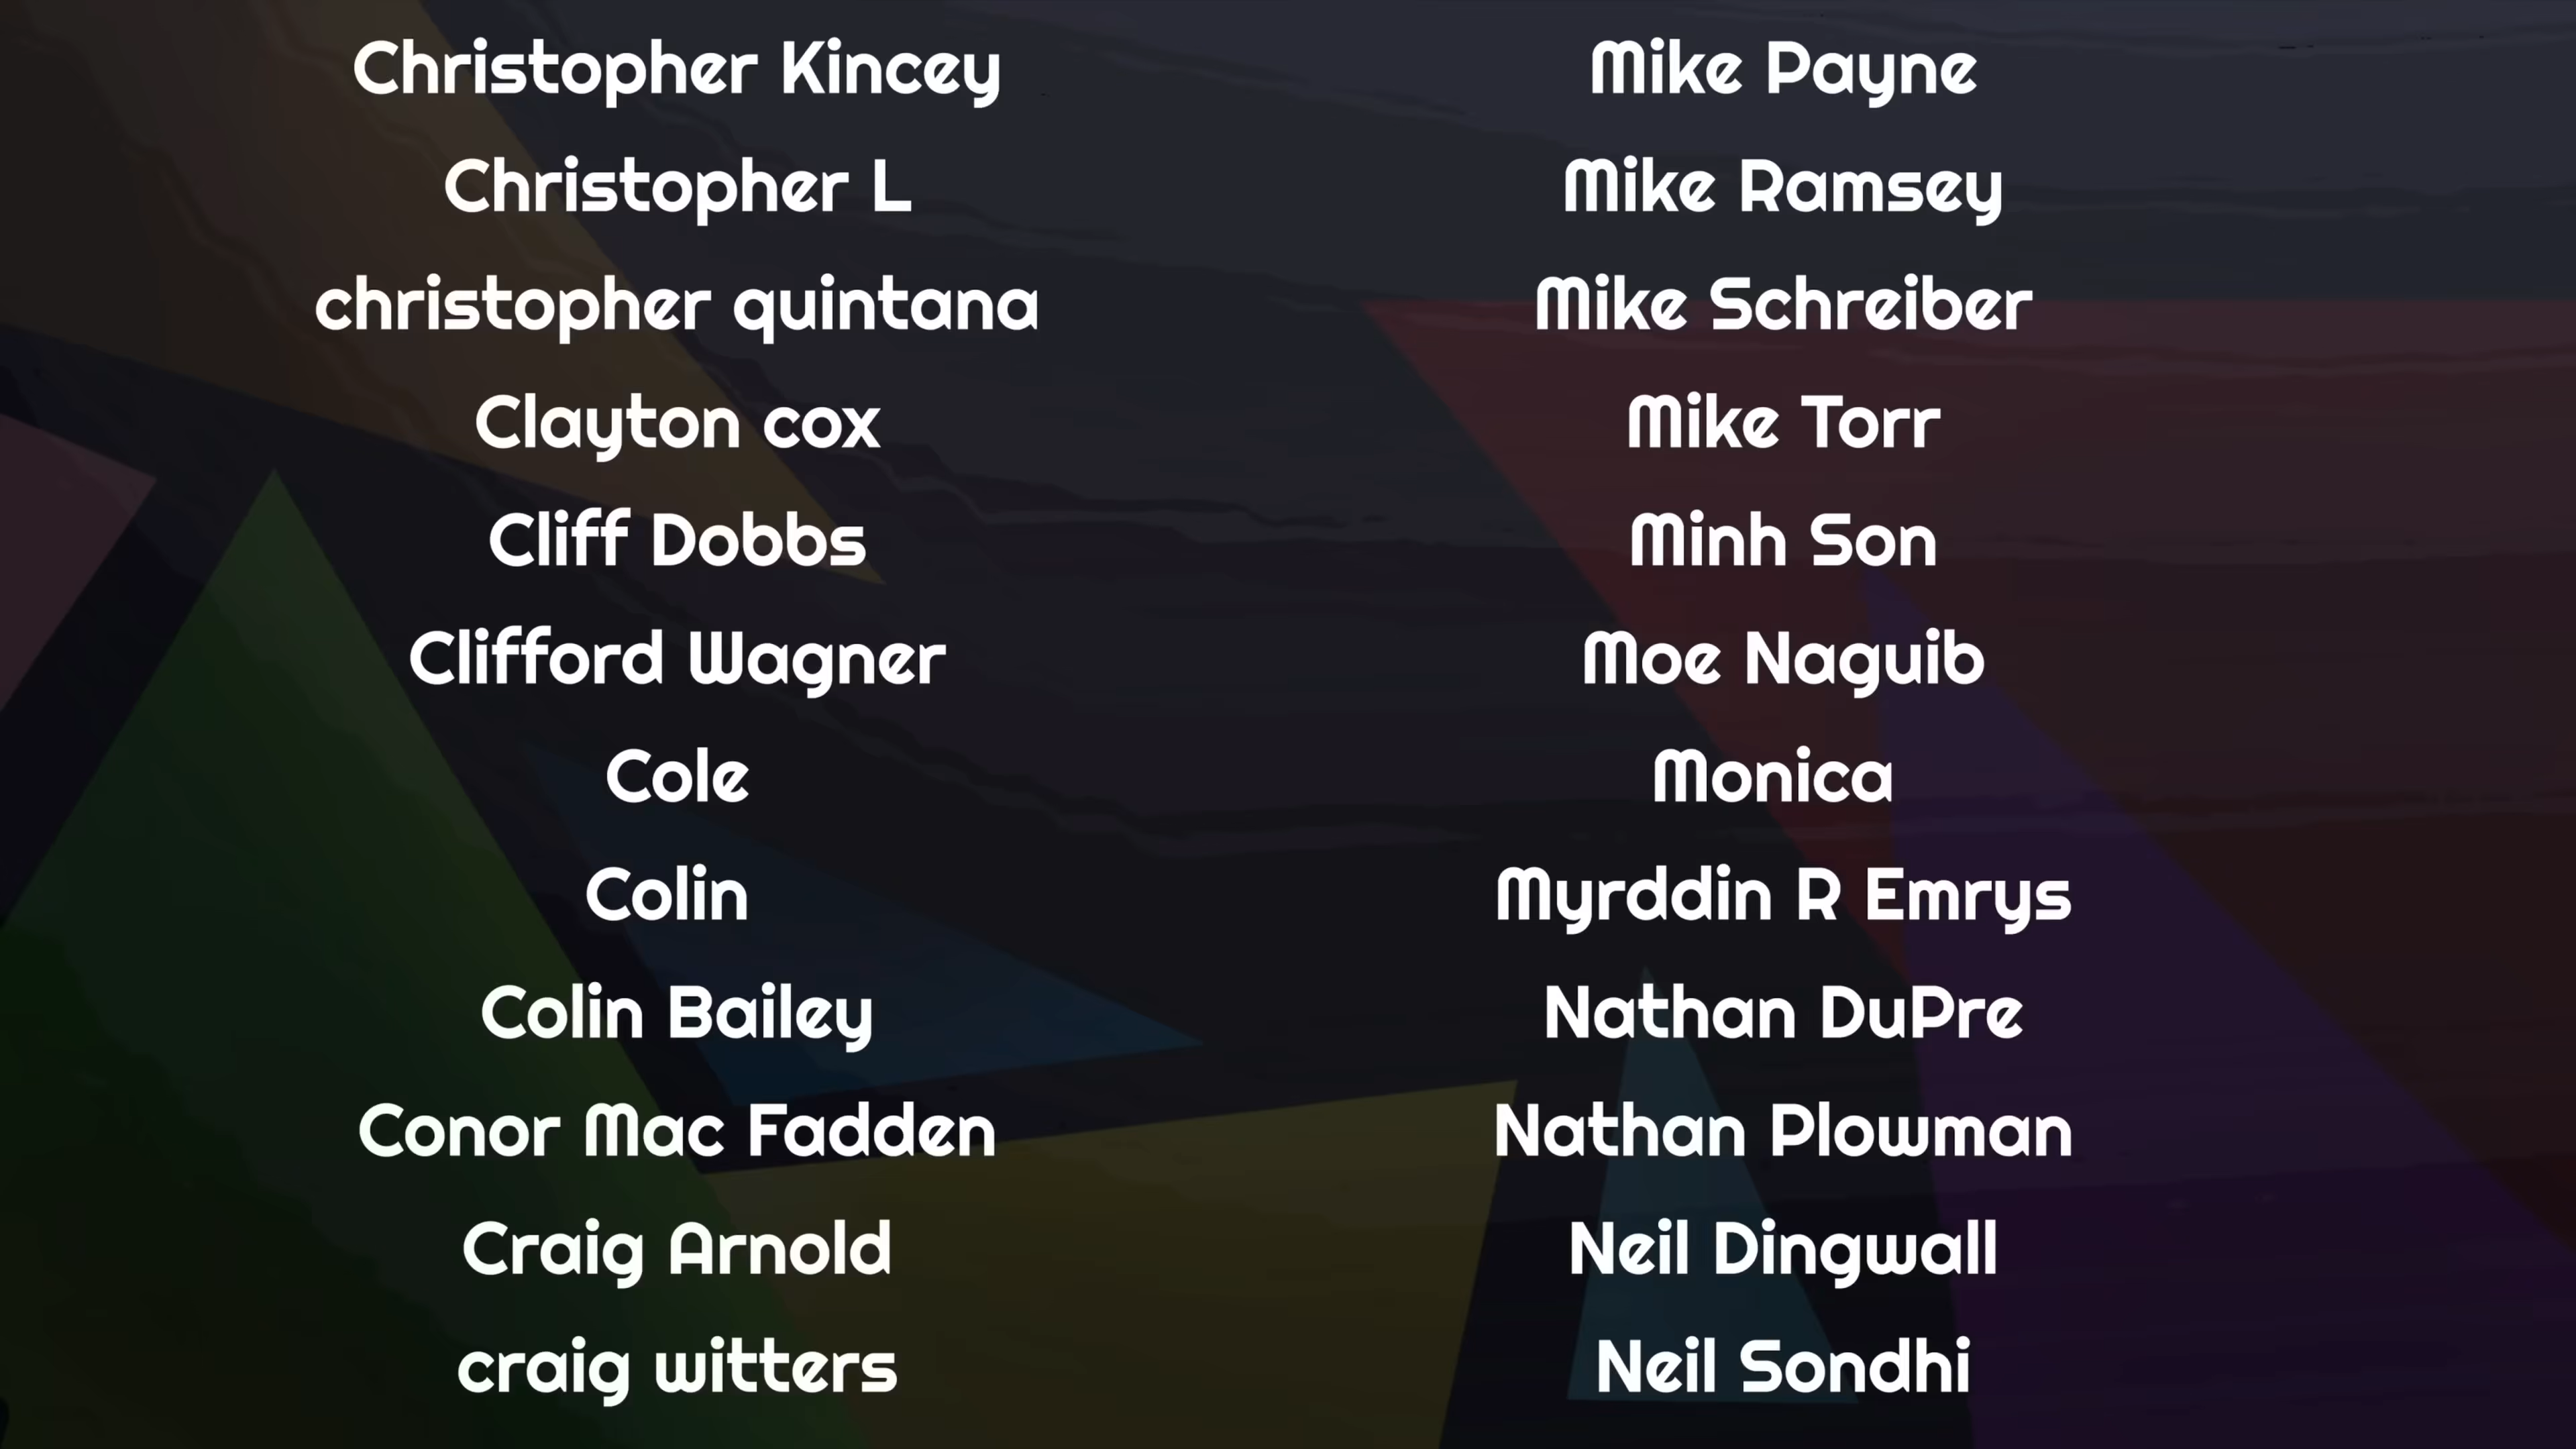 Christopher Kincey
Christopher L
christopher quintana
Clayton cox
Cliff Dobbs
Clifford Wagner
Cole
Colin
Colin Bailey
Conor Mac Fadden
Craig Arnold
craig witters
Mike Payne
Mike Ramsey
Mike Schreiber
Mike Torr
Minh Son
Moe Naguib
Monica
Myrddin R Emrys
Nathan DuPre
Nathan Plowman
Neil Dingwall
Neil Sondhi